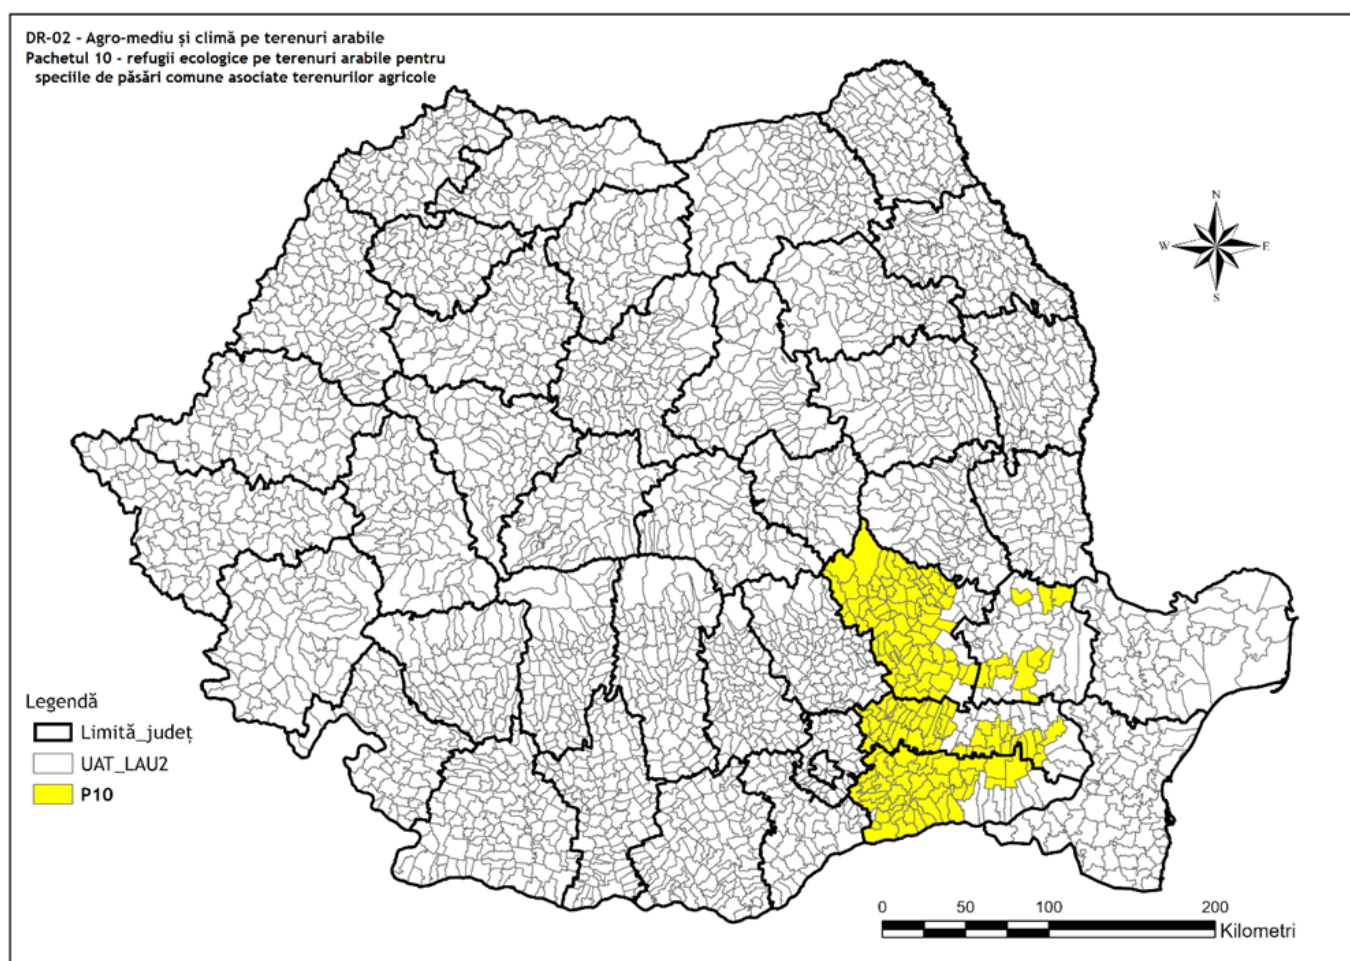 DR-02 - Agro-mediu și climă pe terenuri arabile
Pachetul 10 - refugii ecologice pe terenuri arabile pentru
speciile de păsări comune asociate terenurilor agricole
N
W
E
S
Legendă
Limită_județ
UAT_LAU2
P10
0 50 100 200
Kilometri